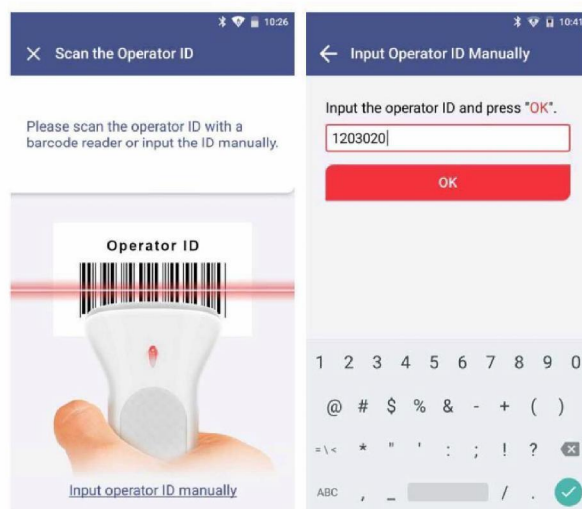 10:26
Scan the Operator ID
Please scan the operator ID with a
barcode reader or input the ID manually.
Operator ID
Input operator ID manually
10:41
Input Operator ID Manually
Input the operator ID and press "OK".
1203020
OK
1 2 3 4 5 6 7 8 9 0
@ # $ % & - + ( )
= \ < * " ' : ; ! ?
ABC , _ / .